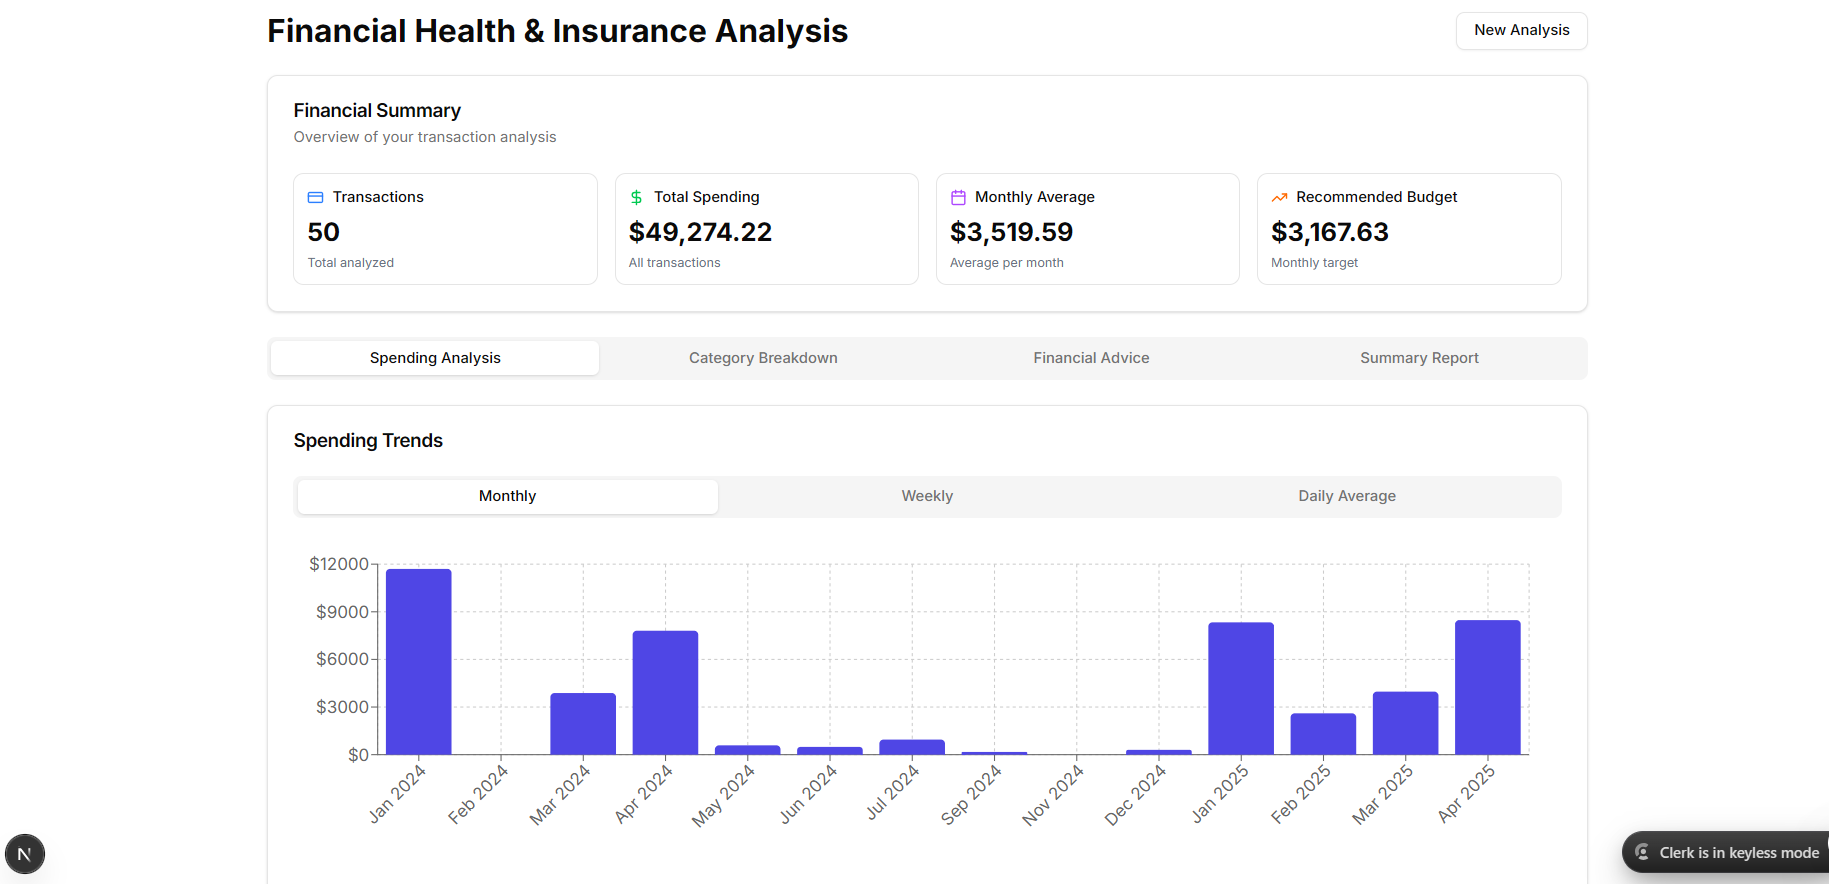 Financial Health & Insurance Analysis
New Analysis
Financial Summary
Overview of your transaction analysis
Transactions
50
Total analyzed
Total Spending
$49,274.22
All transactions
Monthly Average
$3,519.59
Average per month
Recommended Budget
$3,167.63
Monthly target
Spending Analysis
Category Breakdown
Financial Advice
Summary Report
Spending Trends
Monthly
Weekly
Daily Average
$12000
$9000
$6000
$3000
$0
Jan 2024
Feb 2024
Mar 2024
Apr 2024
May 2024
Jun 2024
Jul 2024
Sep 2024
Nov 2024
Dec 2024
Jan 2025
Feb 2025
Mar 2025
Apr 2025
N
Clerk is in keyless mode